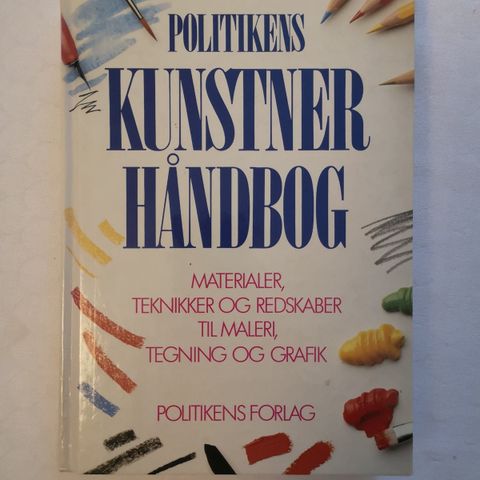 POLITIKENS
KUNSTNER
HÅNDBOG
MATERIALER,
TEKNIKKER OG REDSKABER
TIL MALERI,
TEGNING OG GRAFIK
POLITIKENS FORLAG